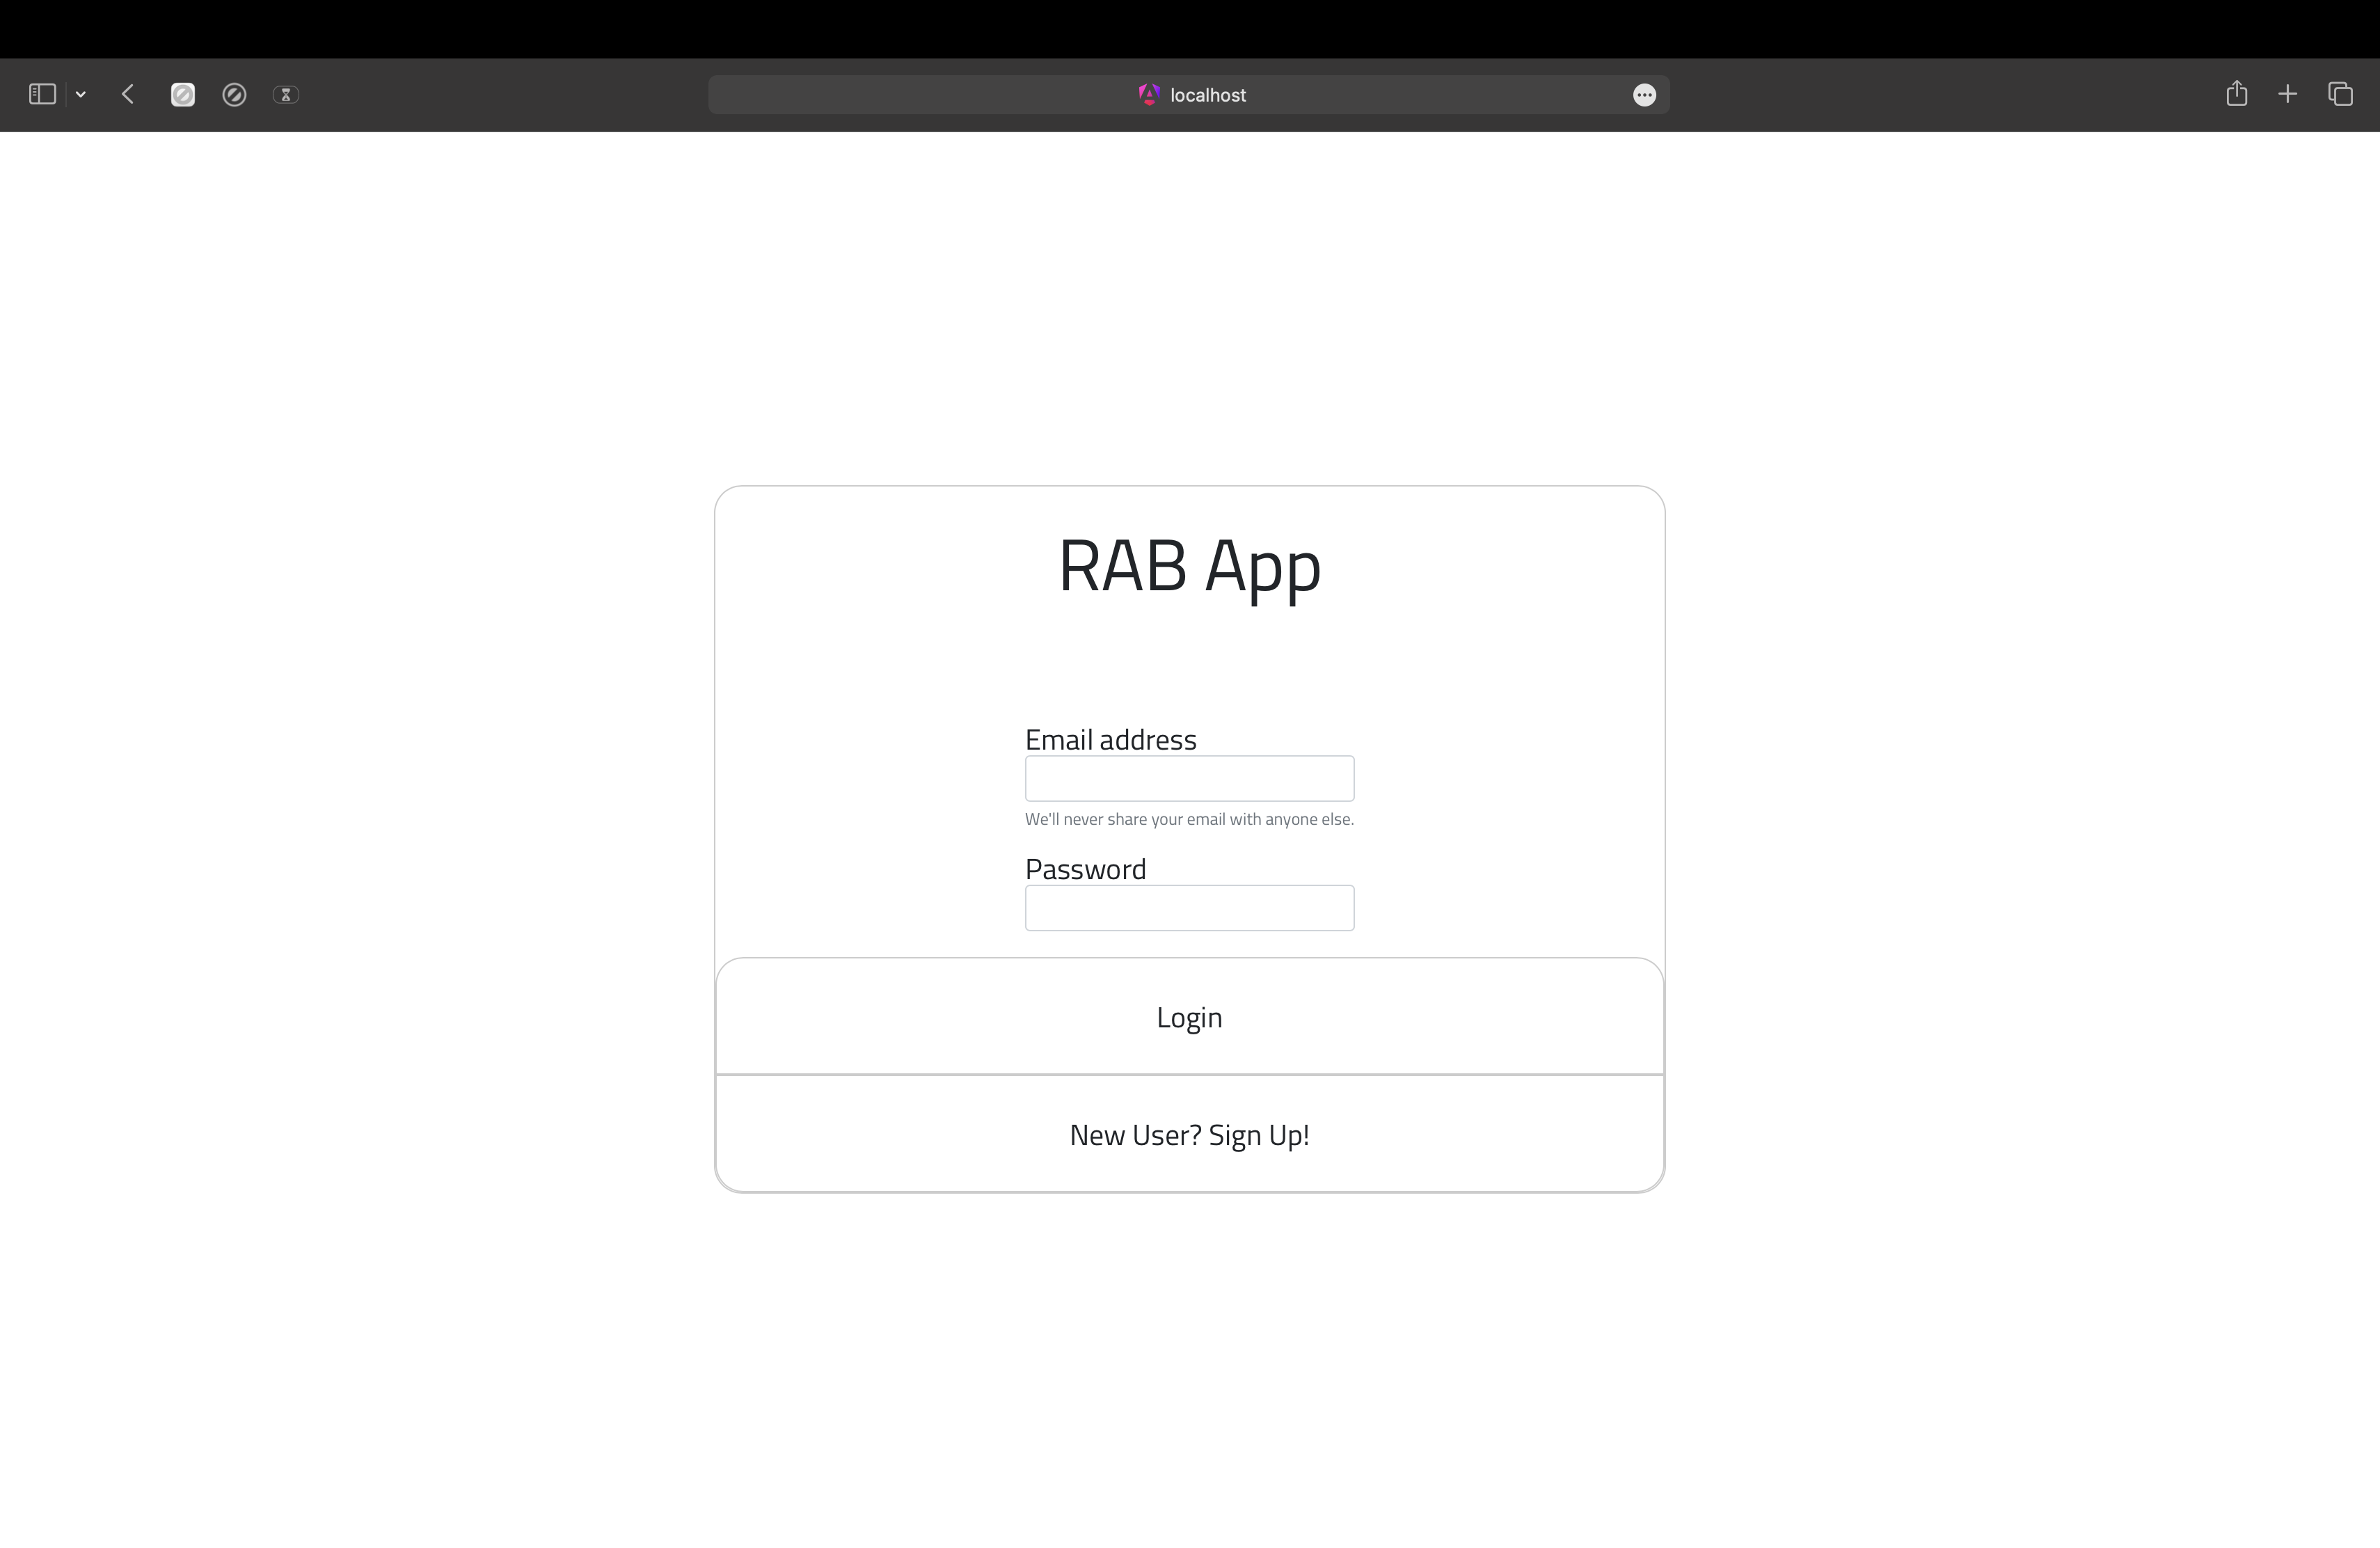 localhost
RAB App
Email address
We'll never share your email with anyone else.
Password
Login
New User? Sign Up!